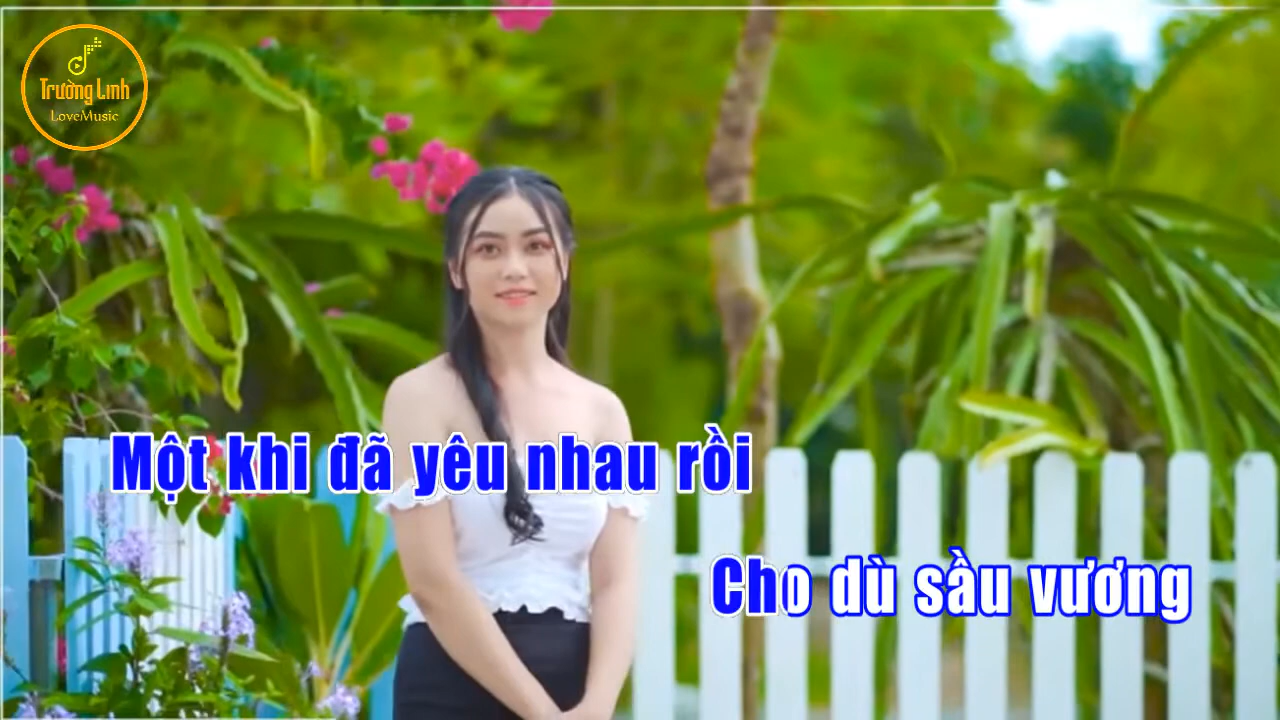 Trường Linh
LoveMusic
Một khi đã yêu nhau rồi
Cho dù sầu vương